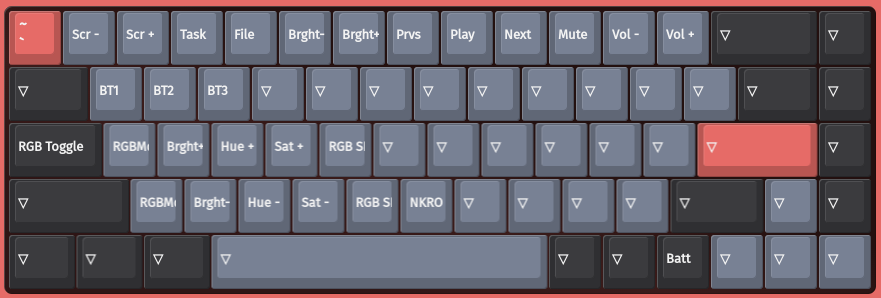 ~
`
Scr -
Scr +
Task
File
Brght-
Brght+
Prvs
Play
Next
Mute
Vol -
Vol +
▽
▽
▽
BT1
BT2
BT3
▽
▽
▽
▽
▽
▽
▽
▽
▽
▽
▽
RGB Toggle
RGBM
Brght+
Hue +
Sat +
RGB S
▽
▽
▽
▽
▽
▽
▽
▽
▽
RGBM
Brght-
Hue -
Sat -
RGB S
NKRO
▽
▽
▽
▽
▽
▽
▽
▽
▽
▽
▽
▽
▽
Batt
▽
▽
▽